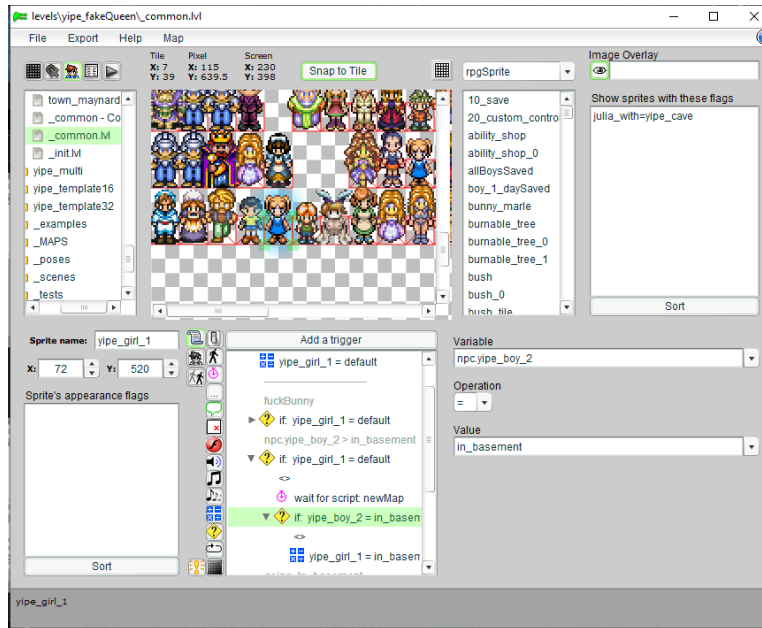 levels\yipe_fakeQueen\_common.lvl
File Export Help Map
Tile Pixel Screen
X: 7 X: 115 X: 230
Y: 39 Y: 639.5 Y: 398
Snap to Tile
rpgSprite
Image Overlay
town_maynard
_common - Co
_common.lvl
_init.lvl
yipe_multi
yipe_template16
yipe_template32
_examples
_MAPS
_poses
_scenes
_tests
10_save
20_custom_contro
ability_shop
ability_shop_0
allBoysSaved
boy_1_daySaved
bunny_marle
burnable_tree
burnable_tree_0
burnable_tree_1
bush
bush_0
bush_tile
Show sprites with these flags
julia_with=yipe_cave
Sort
Sprite name: yipe_girl_1
X: 72 Y: 520
Sprite's appearance flags
Sort
Add a trigger
yipe_girl_1 = default
fuckBunny
if: yipe_girl_1 = default
npc.yipe_boy_2 > in_basement
if: yipe_girl_1 = default
<>
wait for script: newMap
if: yipe_boy_2 = in_basem
<>
yipe_girl_1 = in_basem
Variable
npc.yipe_boy_2
Operation
=
Value
in_basement
yipe_girl_1